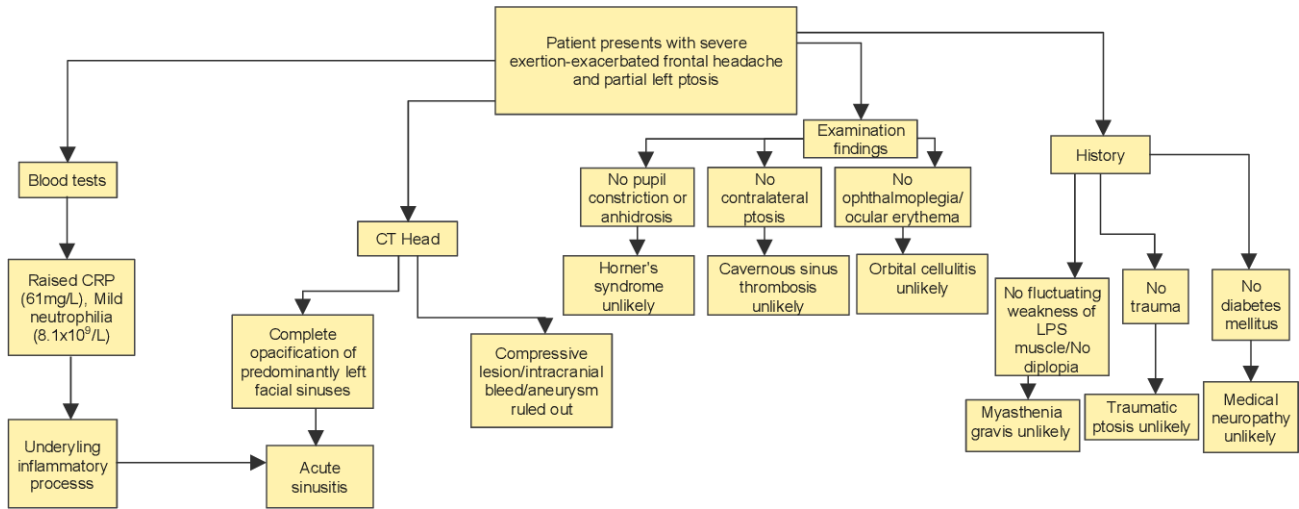 Patient presents with severe
exertion-exacerbated frontal headache
and partial left ptosis
Blood tests
Raised CRP
(61mg/L), Mild
neutrophilia
(8.1x10⁹/L)
Underyling
inflammatory
processs
CT Head
Complete
opacification of
predominantly left
facial sinuses
Acute
sinusitis
Compressive
lesion/intracranial
bleed/aneurysm
ruled out
Examination
findings
No pupil
constriction or
anhidrosis
Horner's
syndrome
unlikely
No
contralateral
ptosis
Cavernous sinus
thrombosis
unlikely
No
ophthalmoplegia/
ocular erythema
Orbital cellulitis
unlikely
History
No fluctuating
weakness of
LPS
muscle/No
diplopia
Myasthenia
gravis unlikely
No
trauma
Traumatic
ptosis unlikely
No
diabetes
mellitus
Medical
neuropathy
unlikely